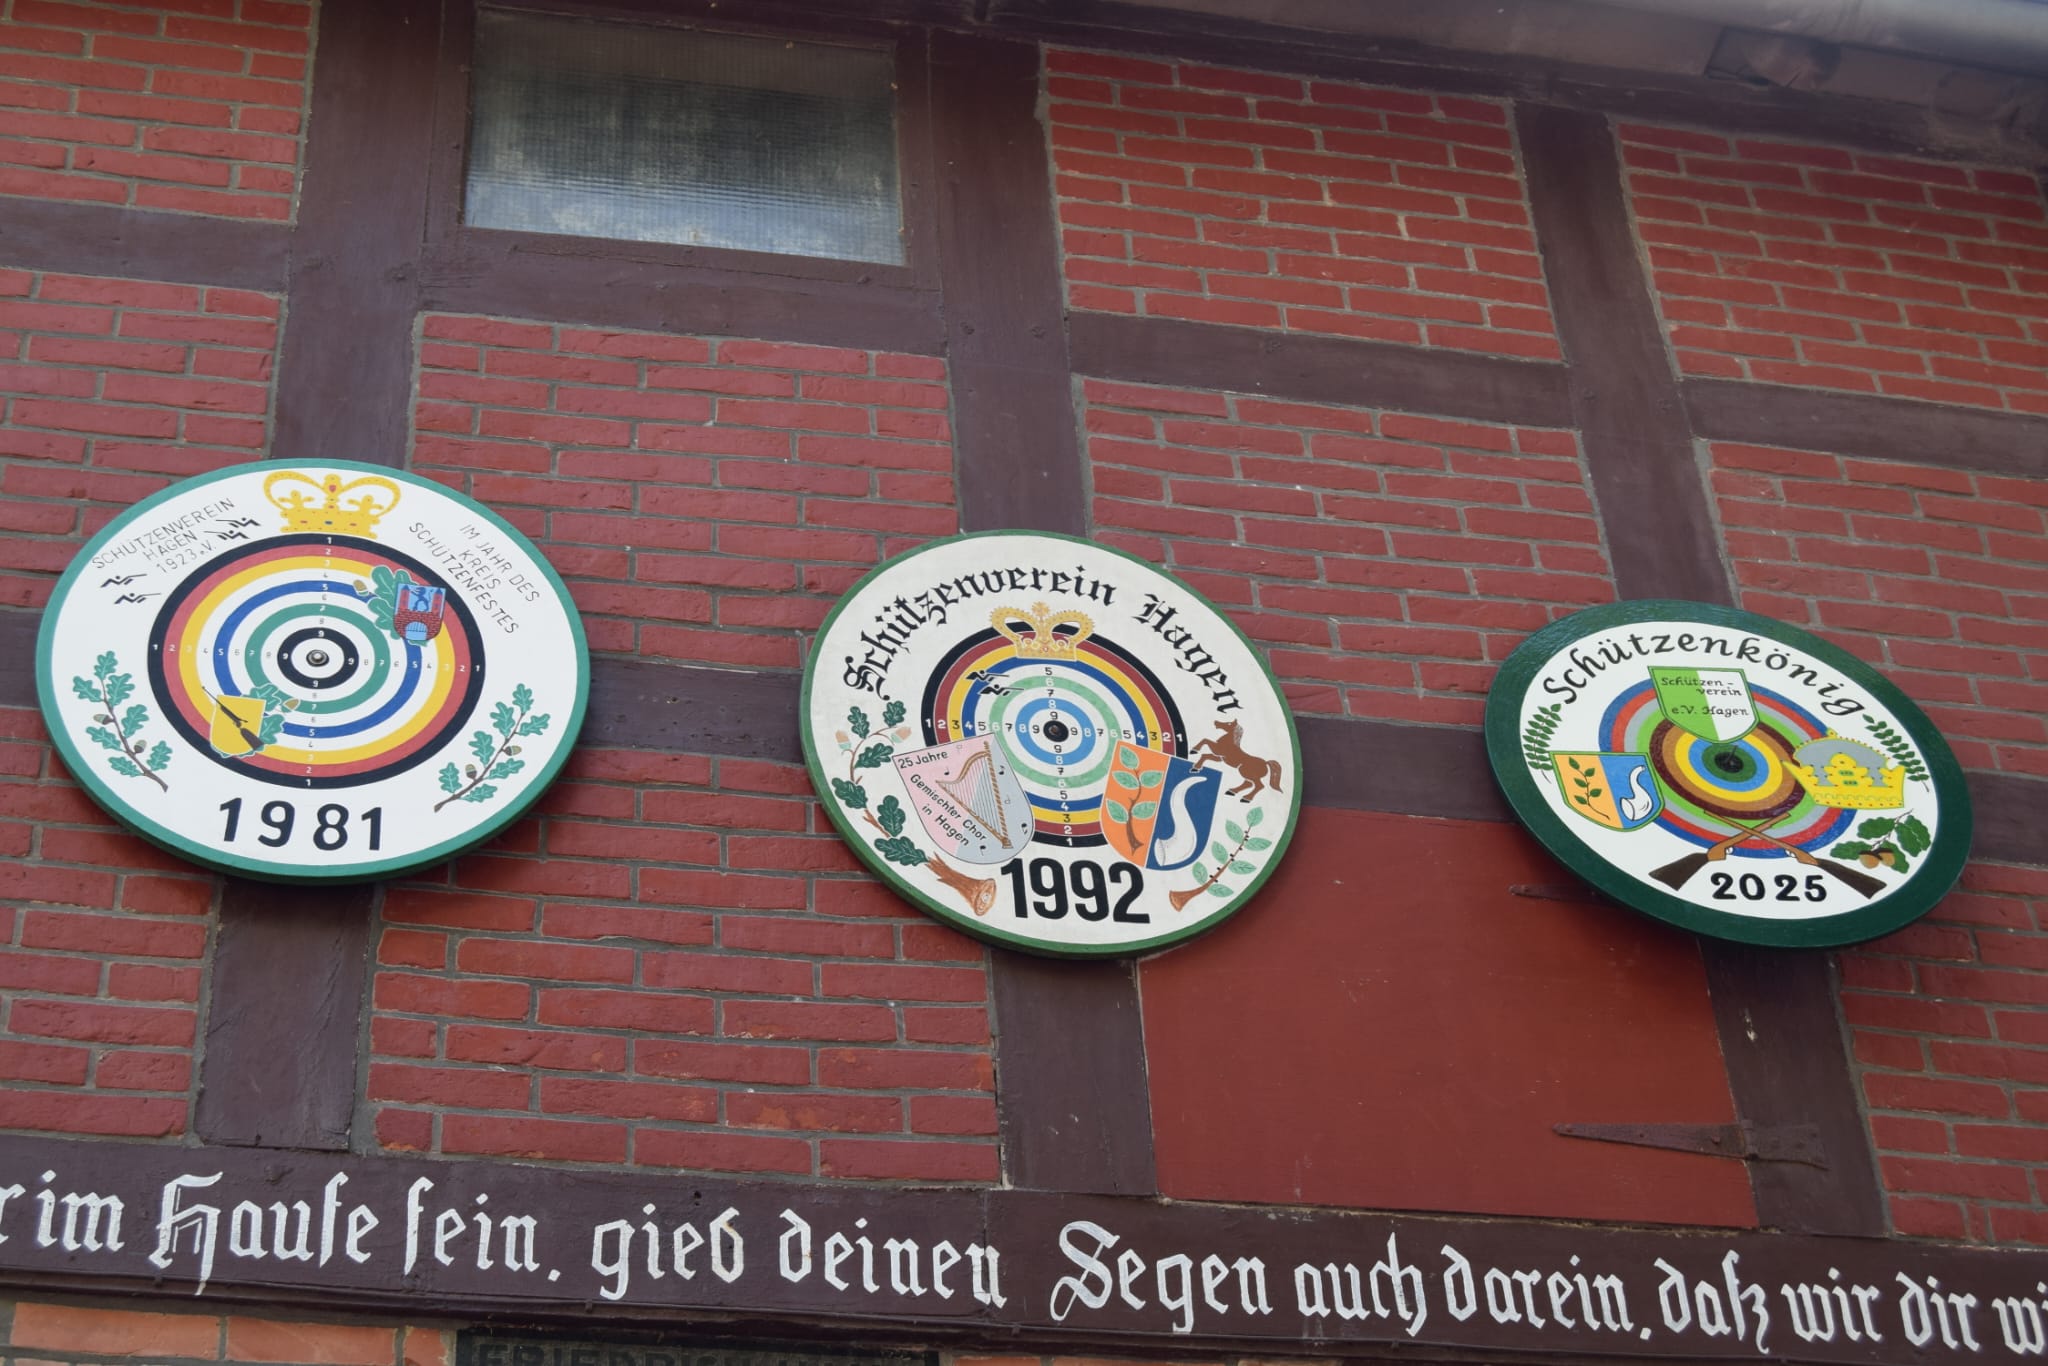 SCHÜTZENVEREIN
HAGEN
1923 e.V.
IM JAHR DES
KREIS
SCHÜTZENFESTES
1981
Schützenverein Hagen
25 Jahre
Gemischter Chor
in Hagen
1992
Schützenkönig
Schützen-
verein
e.V. Hagen
2025
im Hauſe ſein. gieb deinen Segen auch darein, daſz wir dir